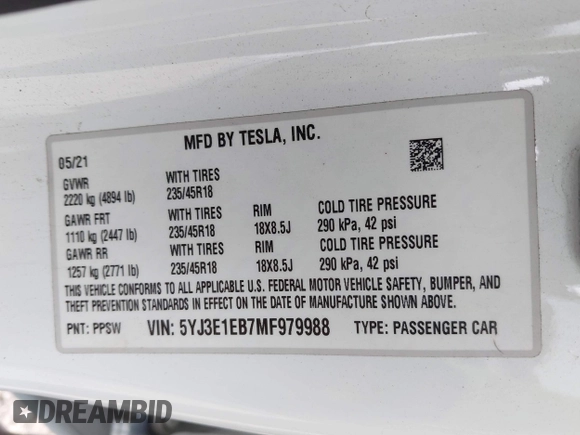 MFD BY TESLA, INC.
05/21
GVWR WITH TIRES
2220 kg (4894 lb) 235/45R18
GAWR FRT WITH TIRES RIM COLD TIRE PRESSURE
1110 kg (2447 lb) 235/45R18 18X8.5J 290 kPa, 42 psi
GAWR RR WITH TIRES RIM COLD TIRE PRESSURE
1257 kg (2771 lb) 235/45R18 18X8.5J 290 kPa, 42 psi
THIS VEHICLE CONFORMS TO ALL APPLICABLE U.S. FEDERAL MOTOR VEHICLE SAFETY, BUMPER, AND
THEFT PREVENTION STANDARDS IN EFFECT ON THE DATE OF MANUFACTURE SHOWN ABOVE.
PNT: PPSW VIN: 5YJ3E1EB7MF979988 TYPE: PASSENGER CAR
DREAMBID